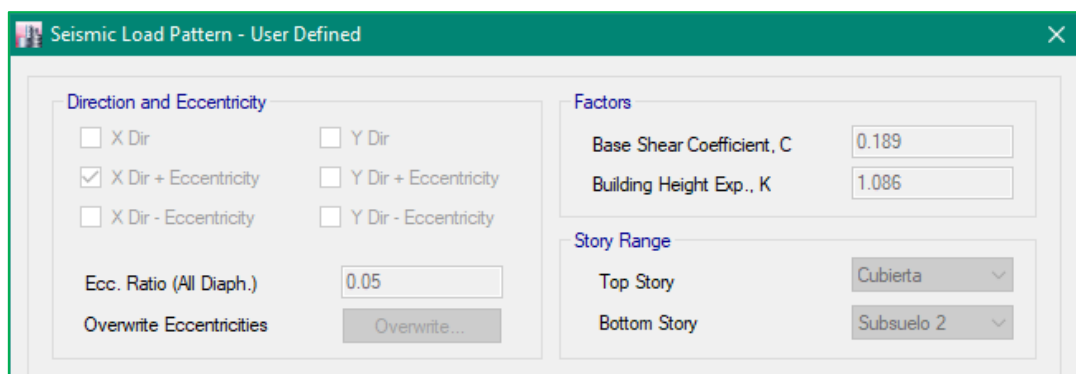 Seismic Load Pattern - User Defined
Direction and Eccentricity
X Dir
Y Dir
X Dir + Eccentricity
Y Dir + Eccentricity
X Dir - Eccentricity
Y Dir - Eccentricity
Ecc. Ratio (All Diaph.)
0.05
Overwrite Eccentricities
Overwrite...
Factors
Base Shear Coefficient, C
0.189
Building Height Exp., K
1.086
Story Range
Top Story
Cubierta
Bottom Story
Subsuelo 2